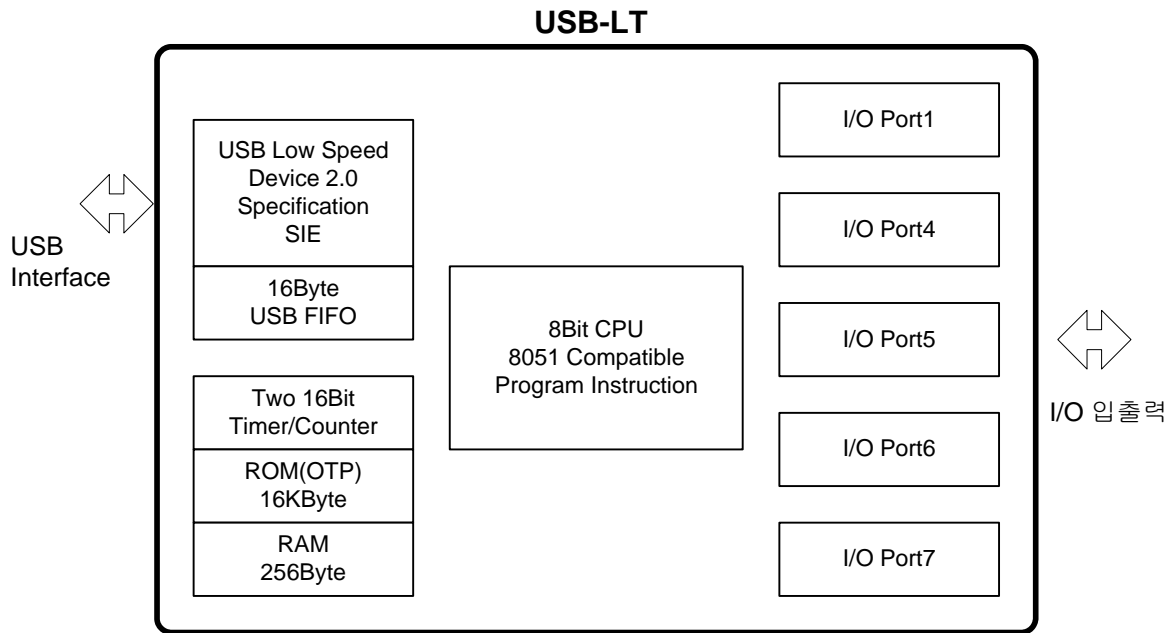 USB-LT
USB
Interface
USB Low Speed
Device 2.0
Specification
SIE
16Byte
USB FIFO
Two 16Bit
Timer/Counter
ROM(OTP)
16KByte
RAM
256Byte
8Bit CPU
8051 Compatible
Program Instruction
I/O Port1
I/O Port4
I/O Port5
I/O Port6
I/O Port7
I/O 입출력